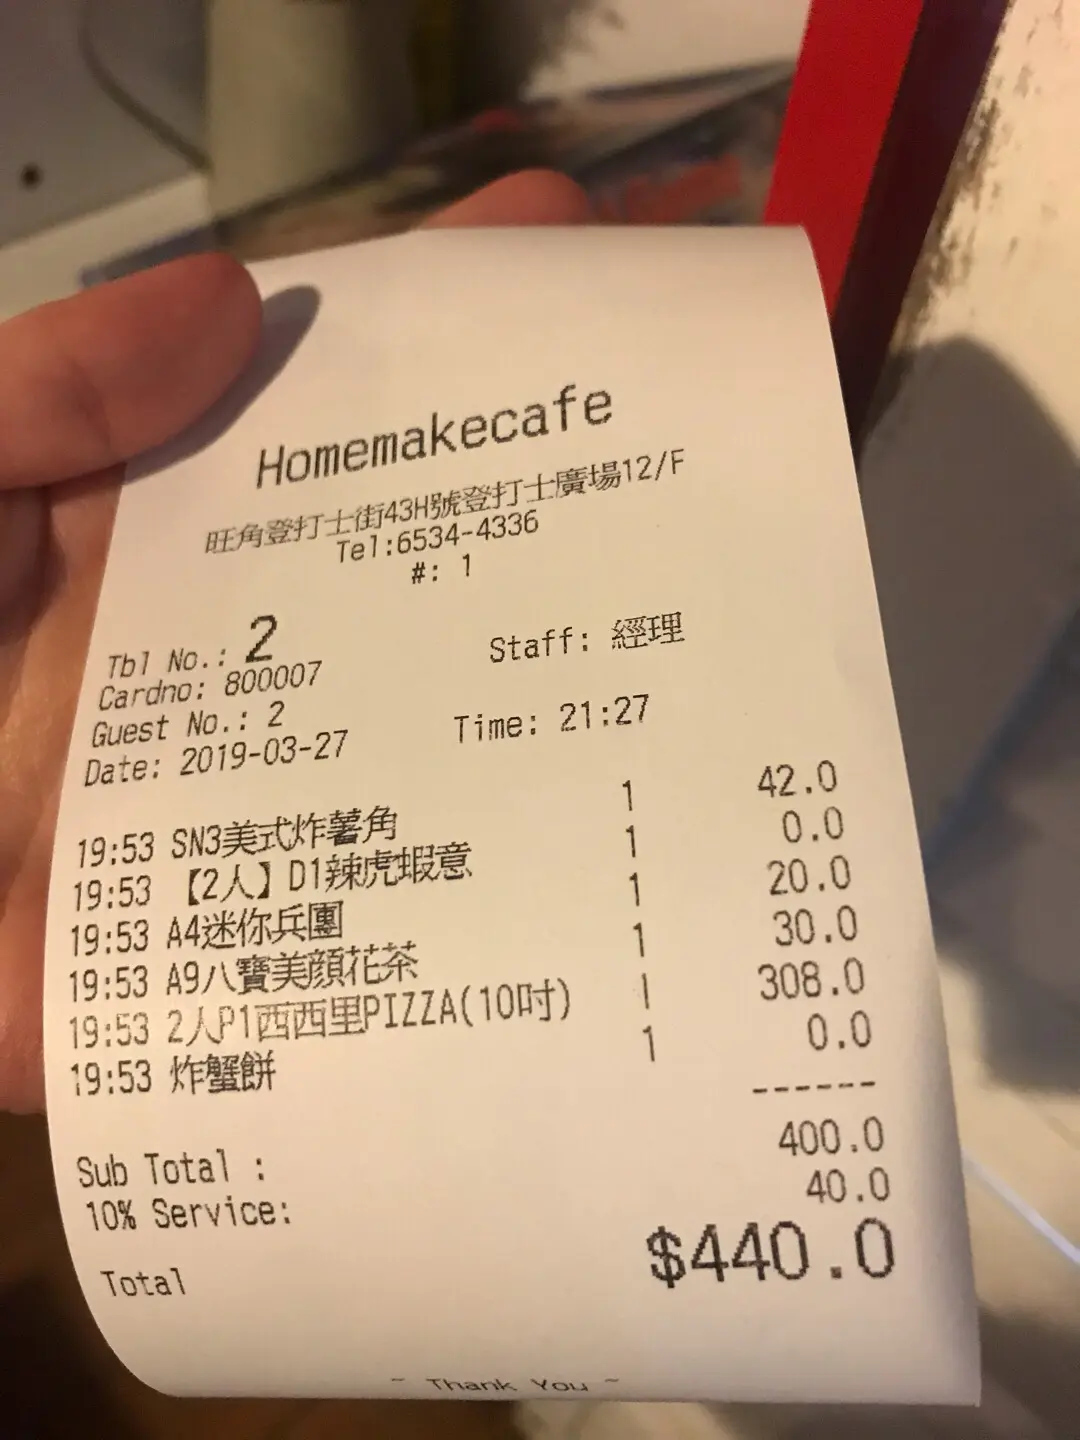 Homemakecafe
旺角登打士街43H號登打士廣場12/F
Tel:6534-4336
#: 1
Tbl No.: 2 Staff: 經理
Cardno: 800007
Guest No.: 2
Date: 2019-03-27 Time: 21:27
19:53 SN3美式炸薯角 1 42.0
19:53 【2人】D1辣虎蝦意 1 0.0
19:53 A4迷你兵團 1 20.0
19:53 A9八寶美顔花茶 1 30.0
19:53 2人P1西西里PIZZA(10吋) 1 308.0
19:53 炸蟹餅 1 0.0
------
Sub Total : 400.0
10% Service: 40.0
Total $440.0
~ Thank You ~